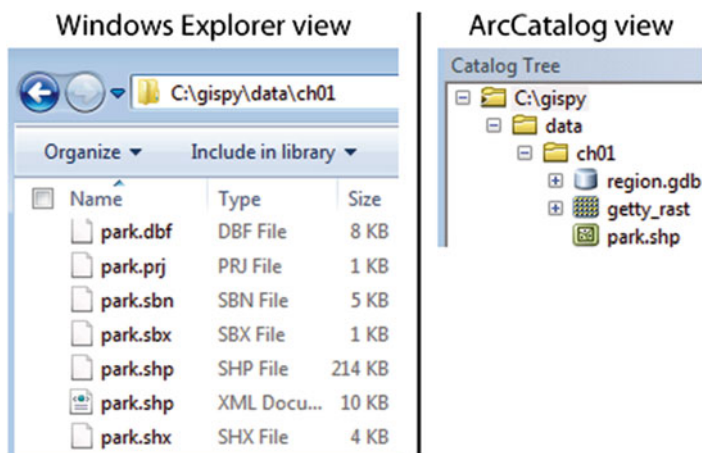 Windows Explorer view
C:\gispy\data\ch01
Organize
Include in library
Name Type Size
park.dbf DBF File 8 KB
park.prj PRJ File 1 KB
park.sbn SBN File 5 KB
park.sbx SBX File 1 KB
park.shp SHP File 214 KB
park.shp XML Docu... 10 KB
park.shx SHX File 4 KB
ArcCatalog view
Catalog Tree
C:\gispy
data
ch01
region.gdb
getty_rast
park.shp